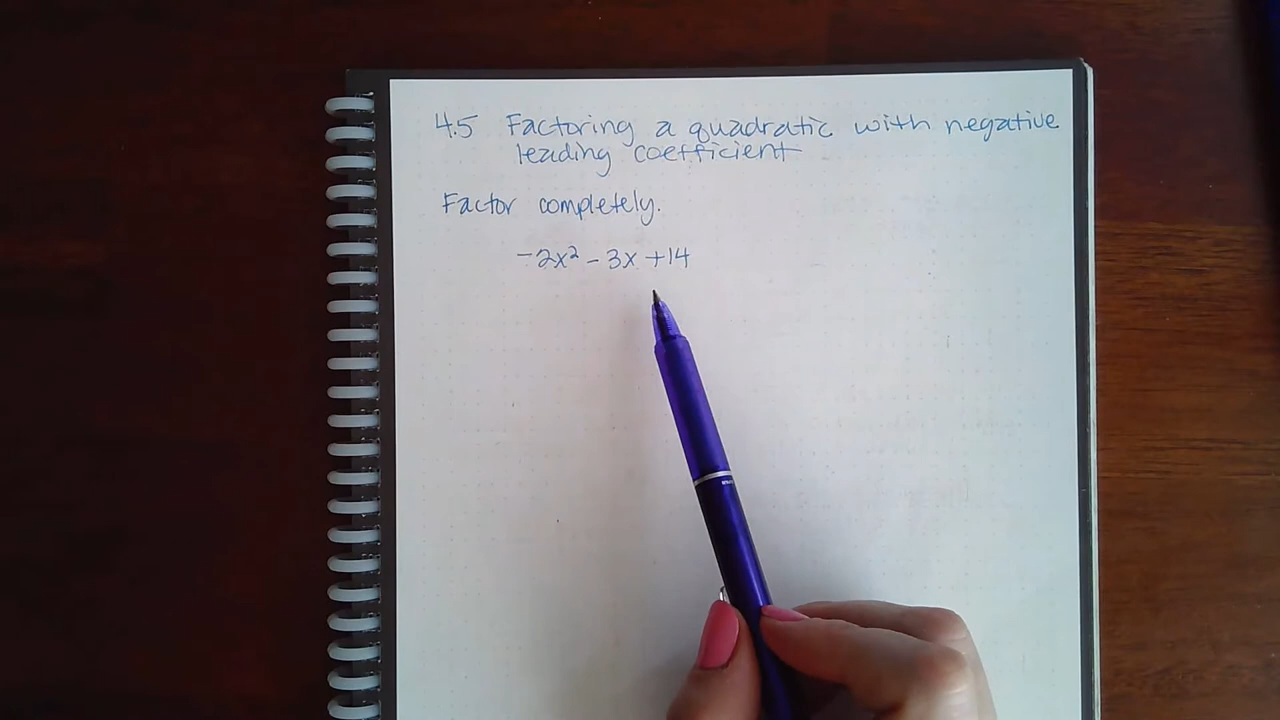 4.5 Factoring a quadratic with negative
leading coefficient
Factor completely.
-2x² - 3x + 14